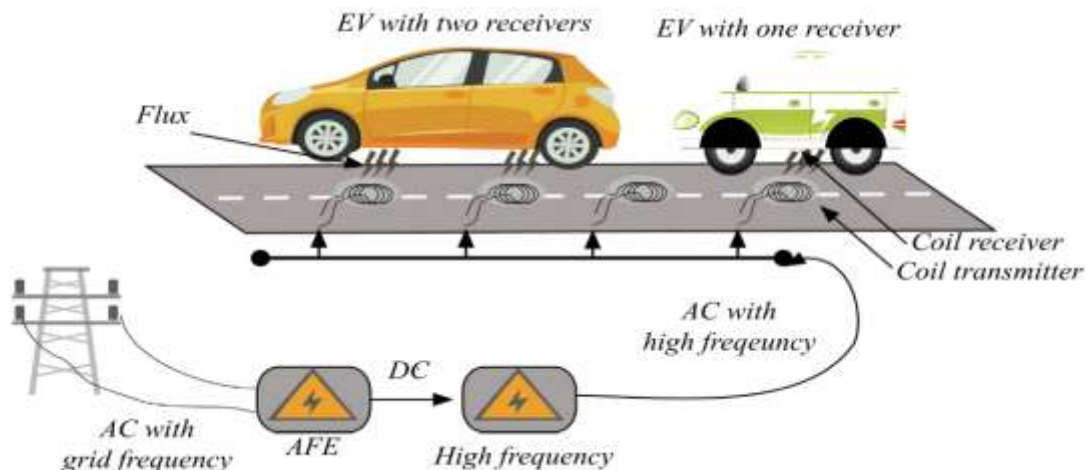 EV with two receivers
EV with one receiver
Flux
Coil receiver
Coil transmitter
AC with
high freqeuncy
DC
AC with
grid frequency
AFE
High frequency